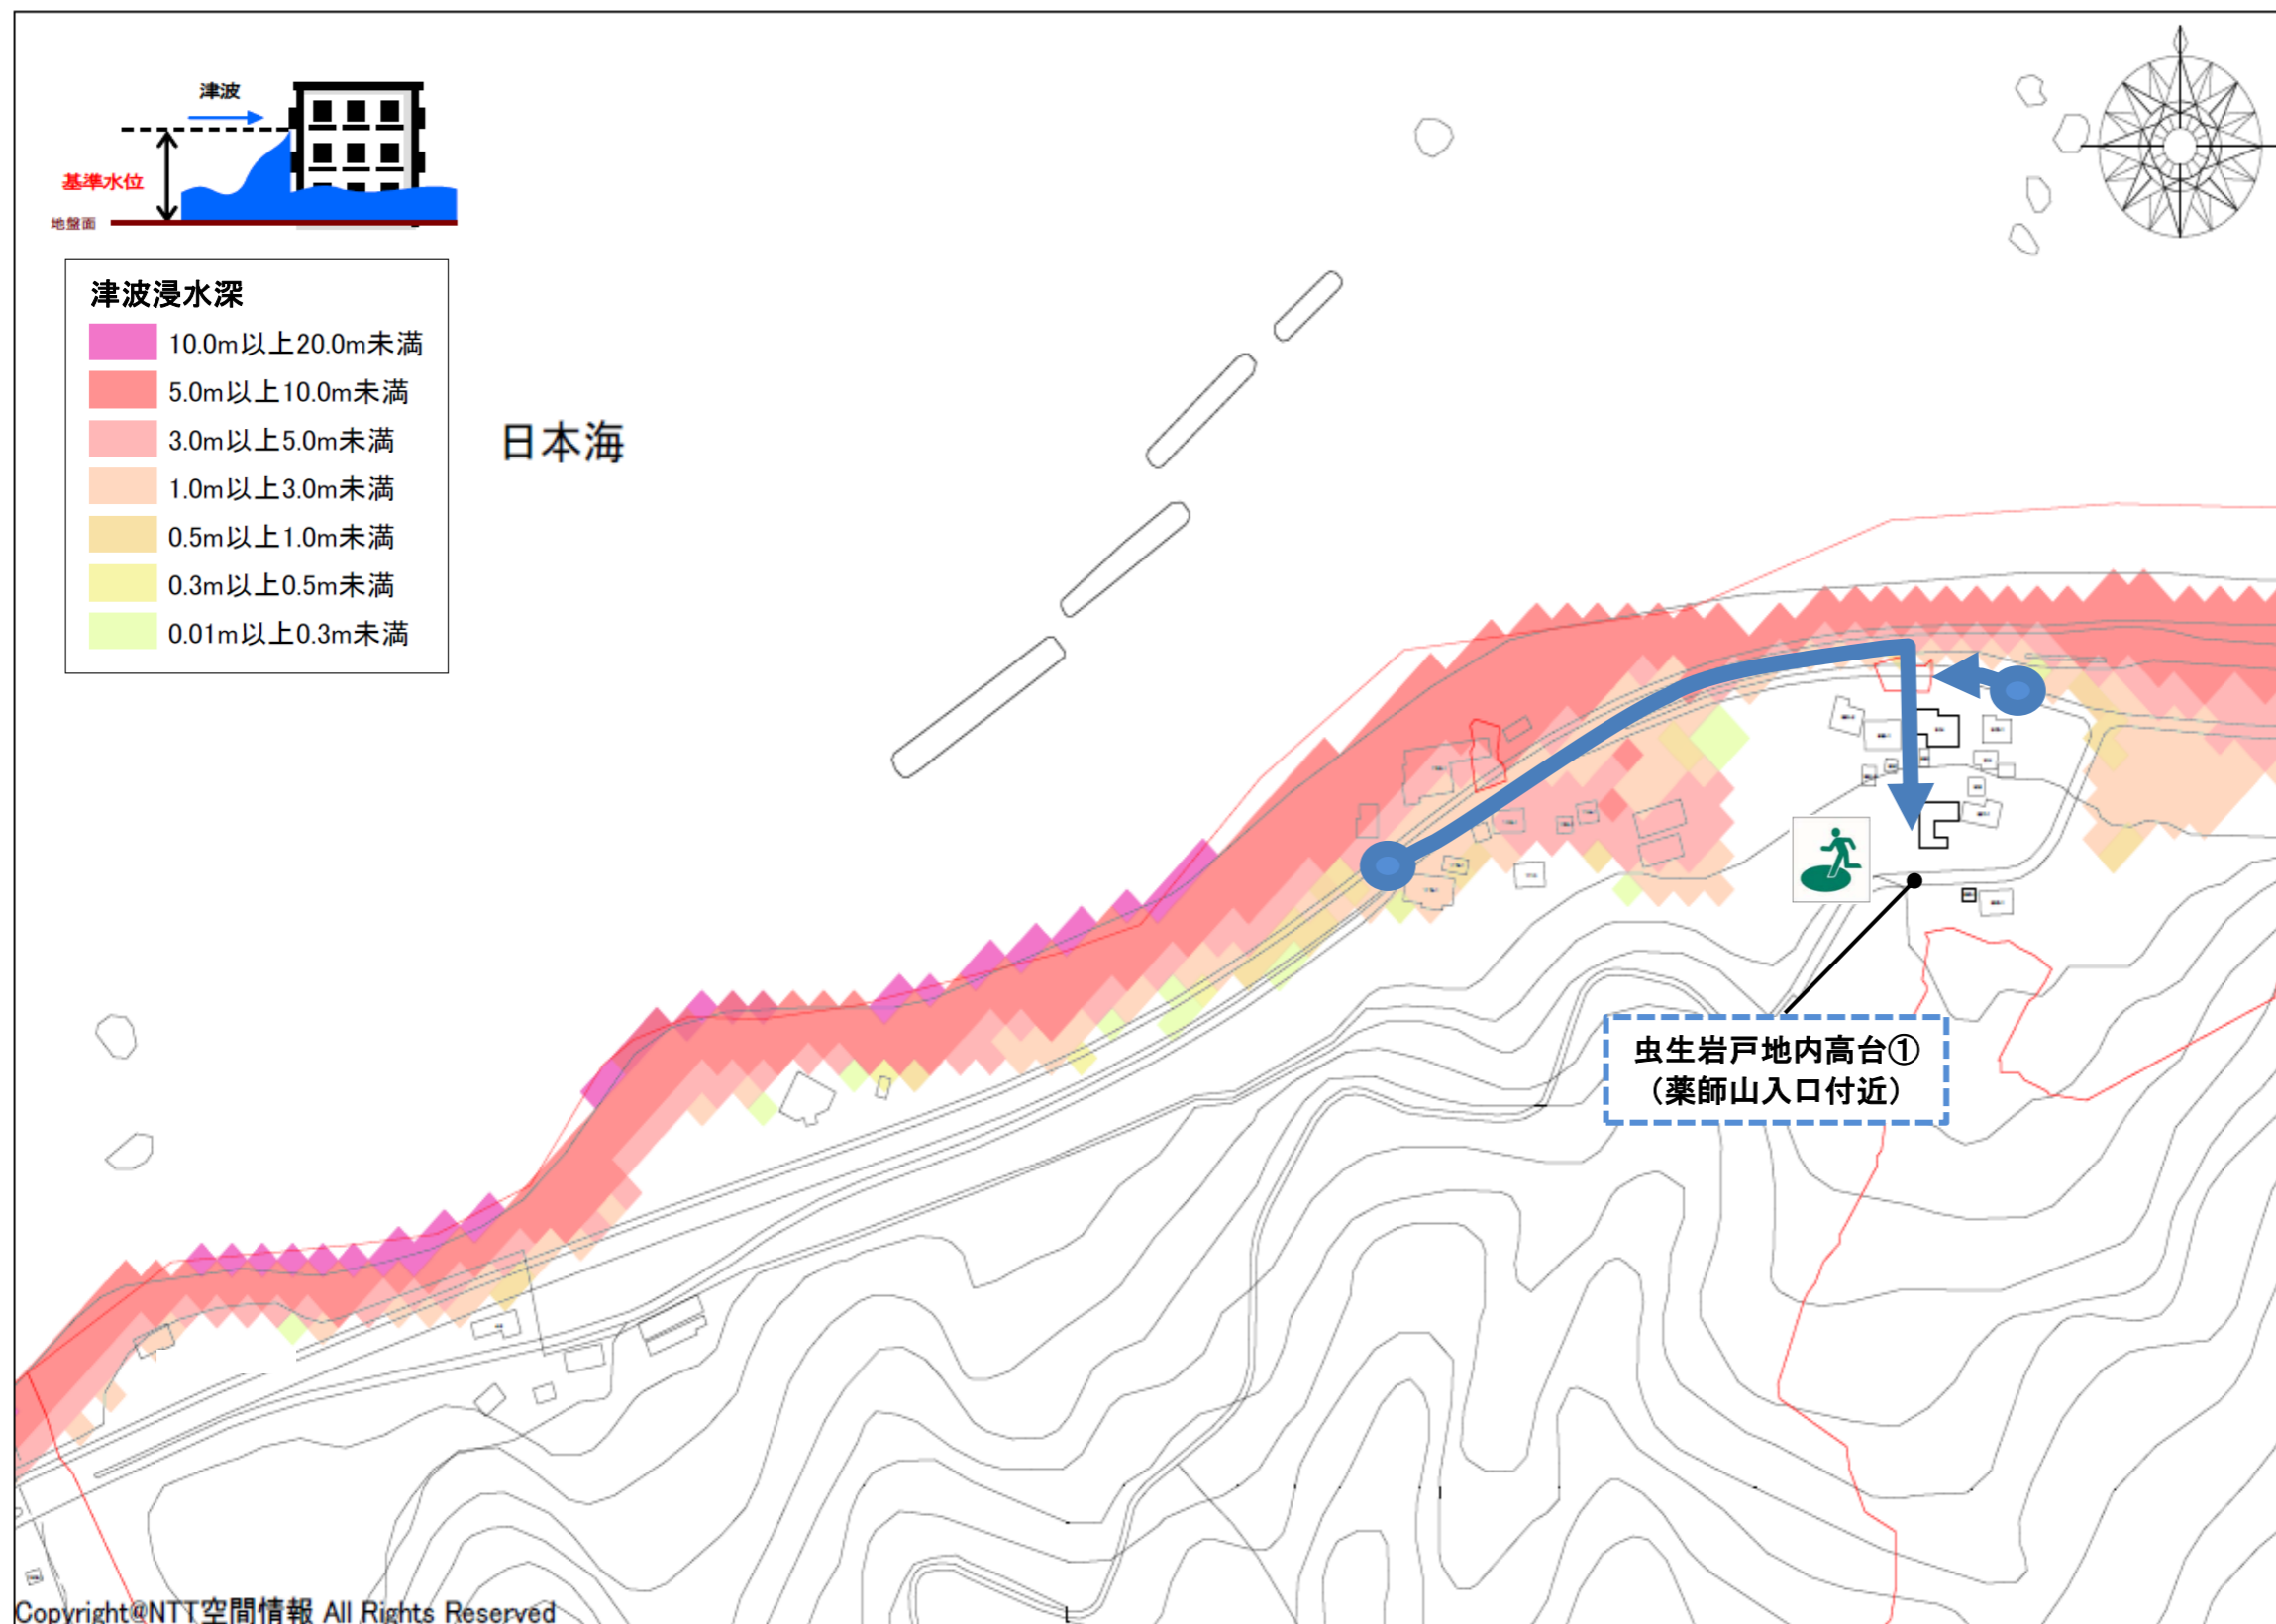 津波
基準水位
地盤面
津波浸水深
10.0m以上20.0m未満
5.0m以上10.0m未満
3.0m以上5.0m未満
1.0m以上3.0m未満
0.5m以上1.0m未満
0.3m以上0.5m未満
0.01m以上0.3m未満
日本海
虫生岩戸地内高台①
（薬師山入口付近）
Copyright@NTT空間情報 All Rights Reserved